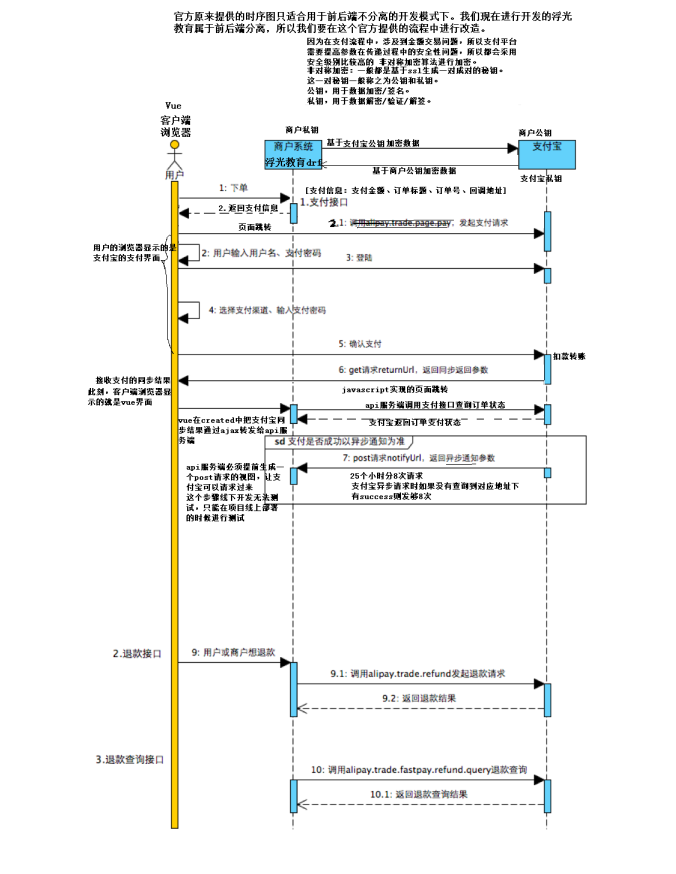 官方原来提供的时序图只适合用于前后端不分离的开发模式下。我们现在进行开发的浮光
教育属于前后端分离，所以我们要在这个官方提供的流程中进行改造。
因为在支付流程中，涉及到金额交易问题，所以支付平台
需要提高参数在传递过程中的安全性问题，所以都会采用
安全级别比较高的 非对称加密算法进行加密。
非对称加密：一般都是基于ssl生成一对成对的秘钥。
这一对秘钥一般称之为公钥和私钥。
公钥，用于数据加密/签名。
私钥，用于数据解密/验证/解签。
Vue
客户端
浏览器
用户
商户私钥
商户系统
浮光教育drf
基于支付宝公钥加密数据
基于商户公钥加密数据
商户公钥
支付宝
支付宝私钥
1: 下单
[支付信息：支付金额、订单标题、订单号、回调地址]
1.支付接口
2.返回支付信息
2.1: 调用alipay.trade.page.pay，发起支付请求
页面跳转
用户的浏览器显示的是
支付宝的支付界面。
2: 用户输入用户名、支付密码
3: 登陆
4: 选择支付渠道、输入支付密码
5: 确认支付
扣款转账
6: get请求returnUrl，返回同步返回参数
接收支付的同步结果
此刻，客户端浏览器显
示的就是vue界面
javascript实现的页面跳转
api服务端调用支付接口查询订单状态
支付宝返回订单支付状态
vue在created中把支付宝同
步结果通过ajax转发给api服
务端
sd 支付是否成功以异步通知为准
7: post请求notifyUrl，返回异步通知参数
api服务端必须提前生成一
个post请求的视图，让支
付宝可以请求过来
这个步骤线下开发无法测
试，只能在项目线上部署
的时候进行测试
25个小时分8次请求
支付宝异步请求时如果没有查询到对应地址下
有success则发够8次
2.退款接口
9: 用户或商户想退款
9.1: 调用alipay.trade.refund发起退款请求
9.2: 返回退款结果
3.退款查询接口
10: 调用alipay.trade.fastpay.refund.query退款查询
10.1: 返回退款查询结果